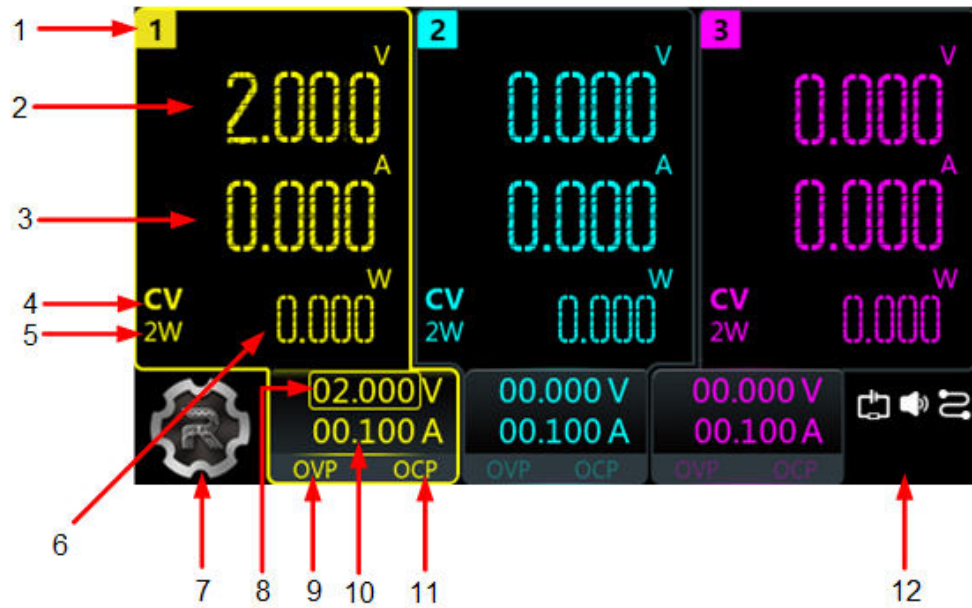 1 1 2 3
V V V
2 2.000 0.000 0.000
A A A
3 0.000 0.000 0.000
W W W
4 CV CV CV
5 2W 0.000 2W 0.000 2W 0.000
8 02.000 V 00.000 V 00.000 V
R 00.100 A 00.100 A 00.100 A
OVP OCP OVP OCP OVP OCP
6 7 8 9 10 11 12